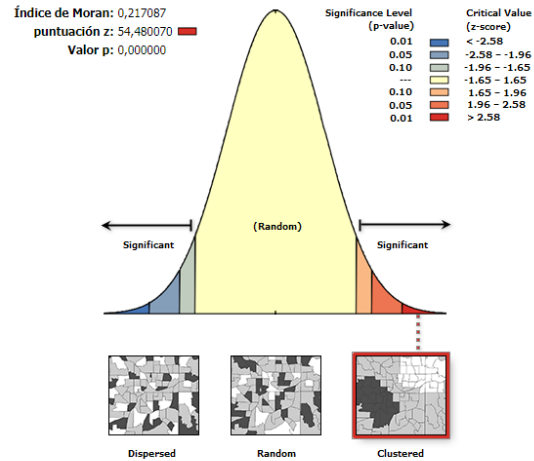 Índice de Moran: 0,217087
puntuación z: 54,480070
Valor p: 0,000000
Significance Level Critical Value
(p-value) (z-score)
0.01 < -2.58
0.05 -2.58 – -1.96
0.10 -1.96 – -1.65
--- -1.65 – 1.65
0.10 1.65 – 1.96
0.05 1.96 – 2.58
0.01 > 2.58
(Random)
Significant Significant
Dispersed Random Clustered